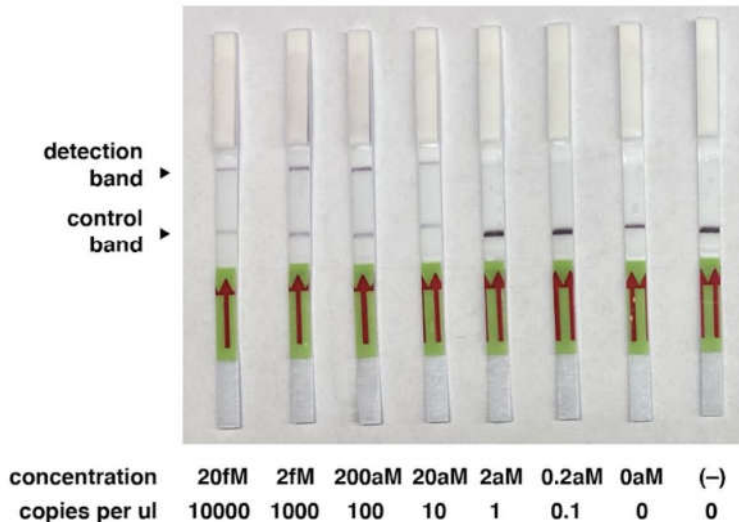 detection
band
control
band
concentration 20fM 2fM 200aM 20aM 2aM 0.2aM 0aM (–)
copies per ul 10000 1000 100 10 1 0.1 0 0